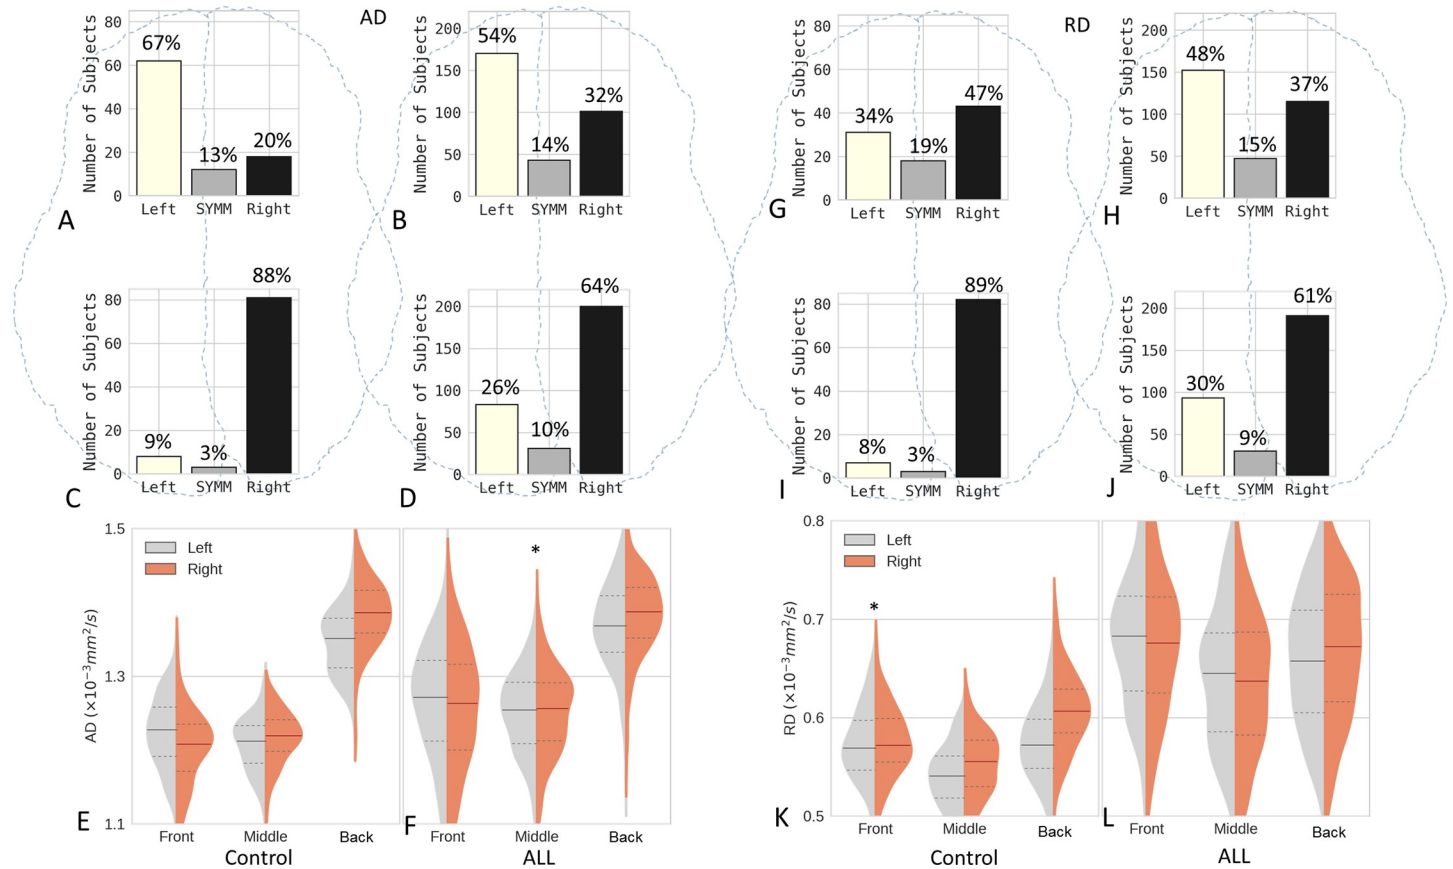 AD
RD
Number of Subjects
80
60
40
20
0
67%
13%
20%
Left SYMM Right
A
Number of Subjects
200
150
100
50
0
54%
14%
32%
Left SYMM Right
B
Number of Subjects
80
60
40
20
0
34%
19%
47%
Left SYMM Right
G
Number of Subjects
200
150
100
50
0
48%
15%
37%
Left SYMM Right
H
Number of Subjects
80
60
40
20
0
9%
3%
88%
Left SYMM Right
C
Number of Subjects
200
150
100
50
0
26%
10%
64%
Left SYMM Right
D
Number of Subjects
80
60
40
20
0
8%
3%
89%
Left SYMM Right
I
Number of Subjects
200
150
100
50
0
30%
9%
61%
Left SYMM Right
J
AD (×10⁻³mm²/s)
1.5
1.3
1.1
Left
Right
*
E
F
Front Middle Back
Front Middle Back
Control
ALL
RD (×10⁻³mm²/s)
0.8
0.7
0.6
0.5
Left
Right
*
K
L
Front Middle Back
Front Middle Back
Control
ALL